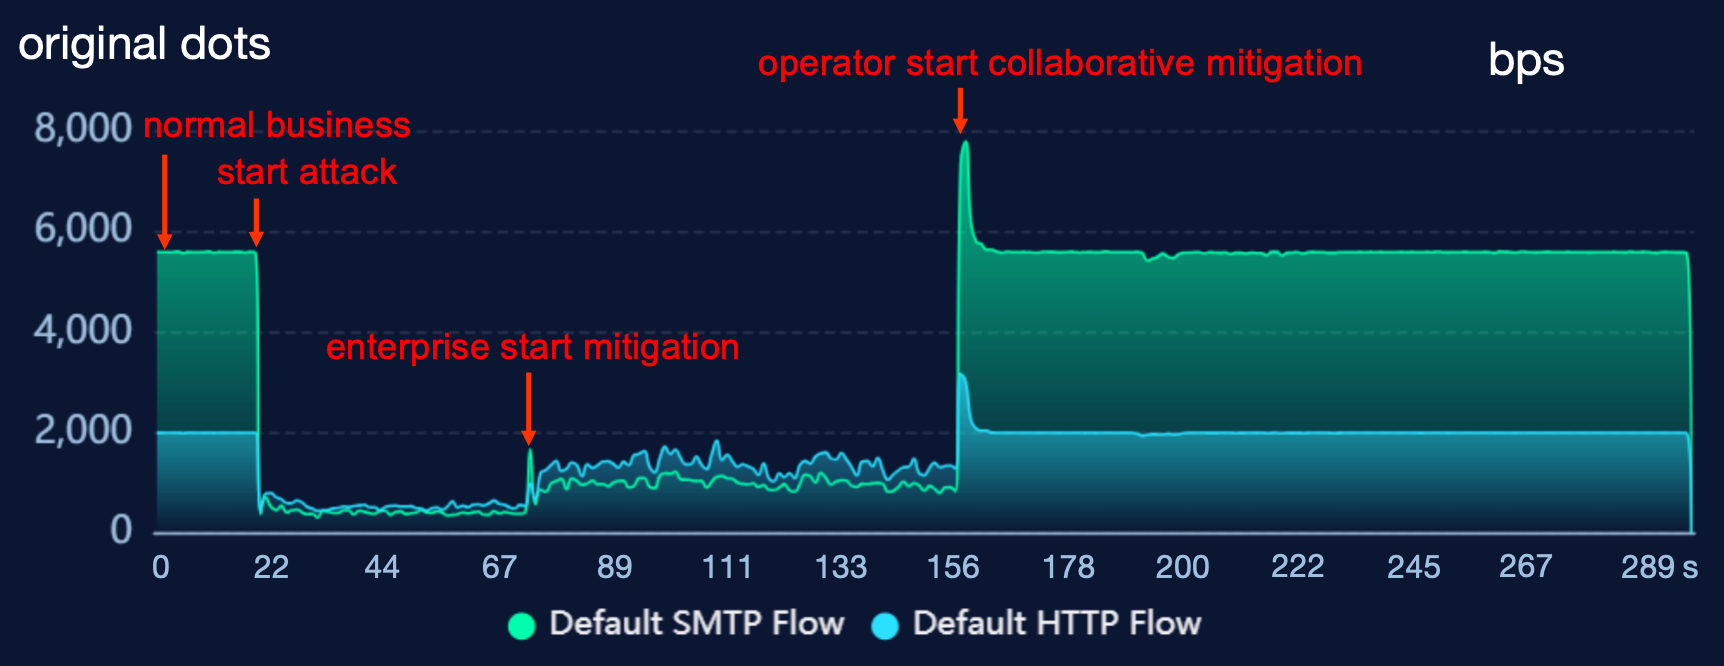 original dots
operator start collaborative mitigation
bps
8,000
normal business
start attack
6,000
4,000
enterprise start mitigation
2,000
0
0 22 44 67 89 111 133 156 178 200 222 245 267 289 s
Default SMTP Flow Default HTTP Flow